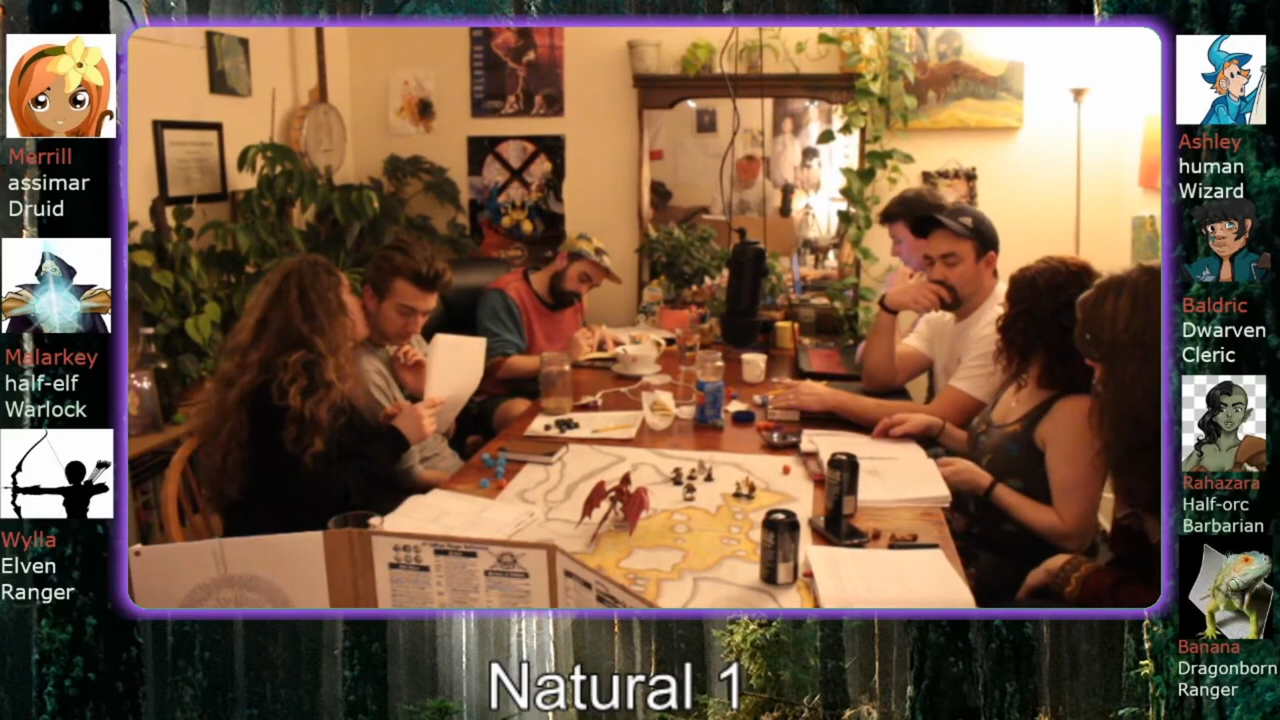 Merrill
assimar
Druid
Malarkey
half-elf
Warlock
Wylla
Elven
Ranger
Ashley
human
Wizard
Baldric
Dwarven
Cleric
Rahazara
Half-orc
Barbarian
Banana
Dragonborn
Ranger
Natural 1